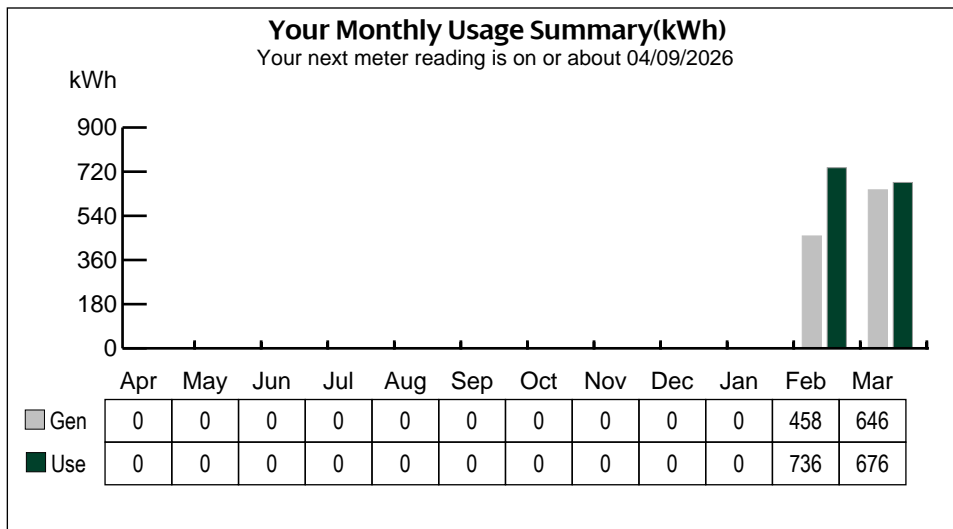 Your Monthly Usage Summary(kWh)
Your next meter reading is on or about 04/09/2026
kWh
900
720
540
360
180
0
Apr May Jun Jul Aug Sep Oct Nov Dec Jan Feb Mar
Gen 0 0 0 0 0 0 0 0 0 0 458 646
Use 0 0 0 0 0 0 0 0 0 0 736 676